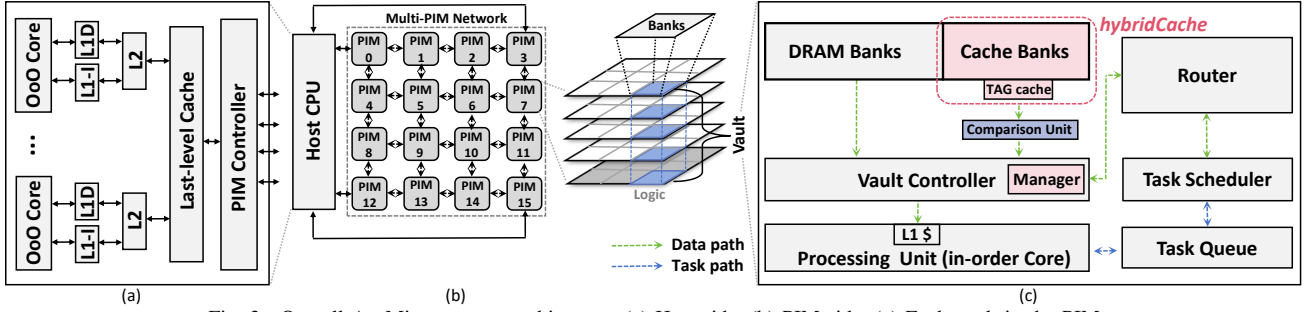 OoO Core
L1D
L1-I
L2
...
OoO Core
L1D
L1-I
L2
Last-level Cache
PIM Controller
(a)
Host CPU
Multi-PIM Network
PIM 0
PIM 1
PIM 2
PIM 3
PIM 4
PIM 5
PIM 6
PIM 7
PIM 8
PIM 9
PIM 10
PIM 11
PIM 12
PIM 13
PIM 14
PIM 15
(b)
Banks
Vault
Logic
Data path
Task path
hybridCache
DRAM Banks
Cache Banks
TAG cache
Comparison Unit
Router
Vault Controller
Manager
Task Scheduler
L1 $
Processing Unit (in-order Core)
Task Queue
(c)